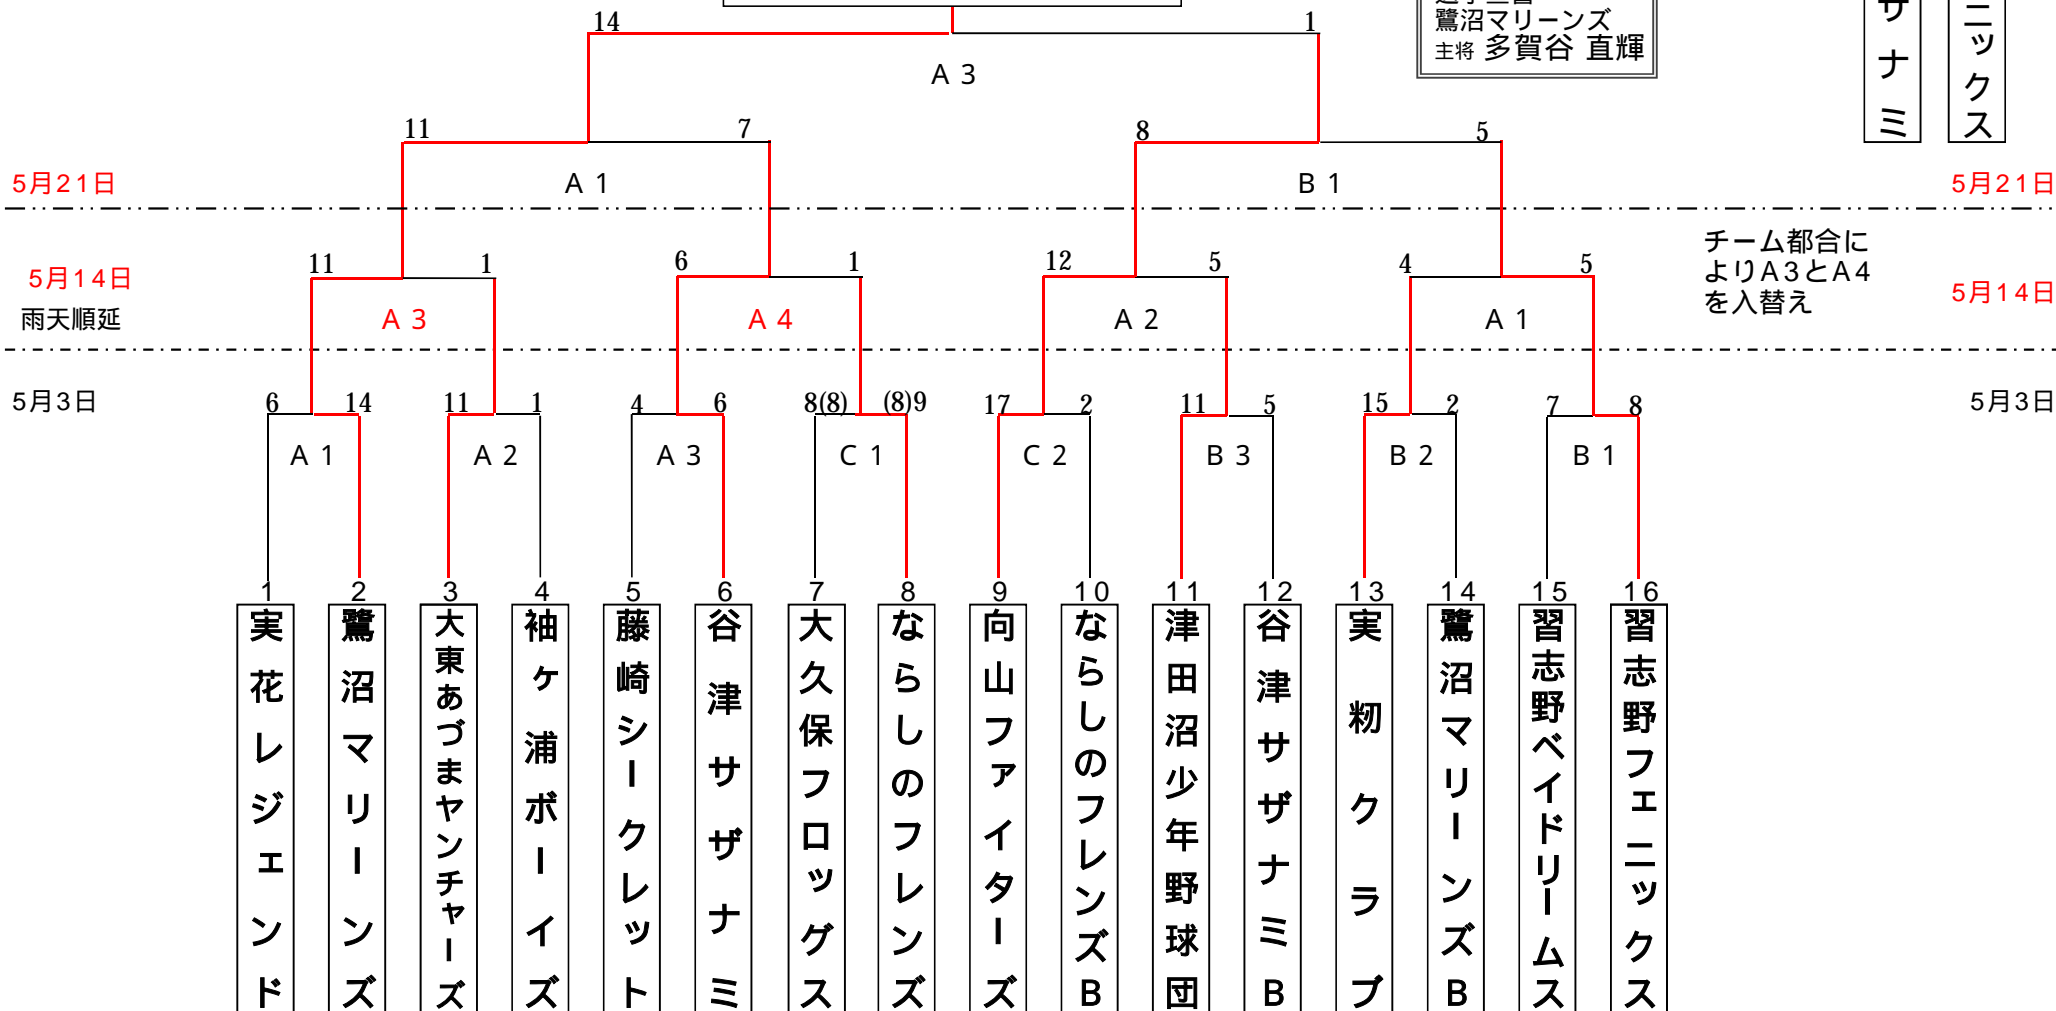 14
1
鷺沼マリーンズ
主将 多賀谷 直輝
A 3
サナミ
ニックス
11
7
8
5
5月21日
A 1
B 1
5月21日
チーム都合に
よりA3とA4
を入替え
11
1
6
1
12
5
4
5
5月14日
雨天順延
A 3
A 4
A 2
A 1
5月14日
5月3日
6
14
11
1
4
6
8(8)
(8)9
17
2
11
5
15
2
7
8
5月3日
A 1
A 2
A 3
C 1
C 2
B 3
B 2
B 1
1
2
3
4
5
6
7
8
9
10
11
12
13
14
15
16
実花レジェンド
鷺沼マリーンズ
大東あづまヤンチャーズ
袖ヶ浦ボーイズ
藤崎シークレット
谷津サザナミ
大久保フロッグス
ならしのフレンズ
向山ファイターズ
ならしのフレンズB
津田沼少年野球団
谷津サザナミB
実籾クラブ
鷺沼マリーンズB
習志野ベイドリームス
習志野フェニックス